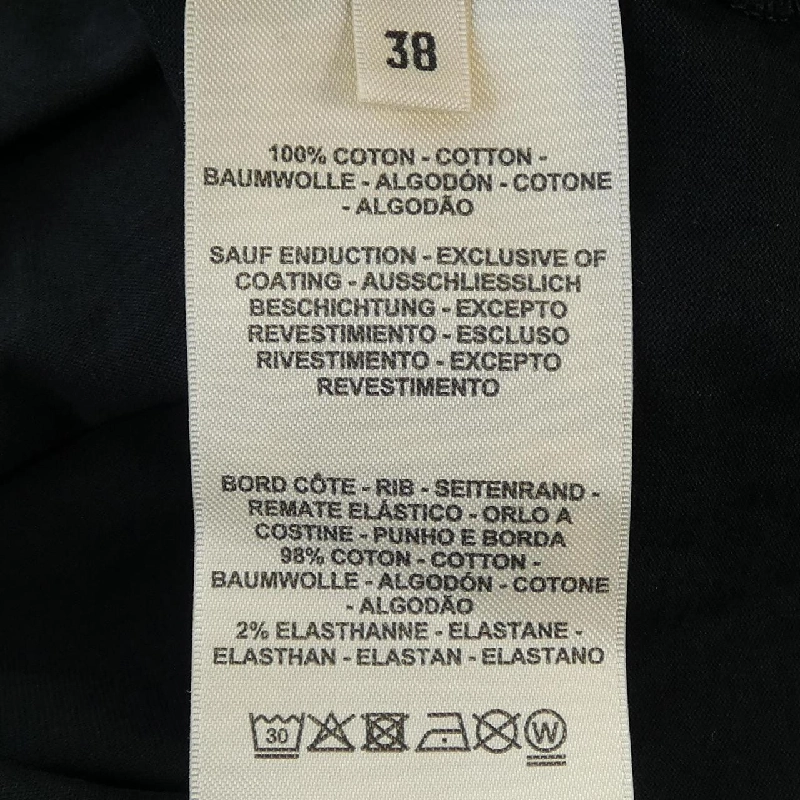 38
100% COTON - COTTON -
BAUMWOLLE - ALGODÓN - COTONE
- ALGODÃO
SAUF ENDUCTION - EXCLUSIVE OF
COATING - AUSSCHLIESSLICH
BESCHICHTUNG - EXCEPTO
REVESTIMIENTO - ESCLUSO
RIVESTIMENTO - EXCEPTO
REVESTIMENTO
BORD CÔTE - RIB - SEITENRAND -
REMATE ELÁSTICO - ORLO A
COSTINE - PUNHO E BORDA
98% COTON - COTTON -
BAUMWOLLE - ALGODÓN - COTONE
- ALGODÃO
2% ELASTHANNE - ELASTANE -
ELASTHAN - ELASTAN - ELASTANO
30 W